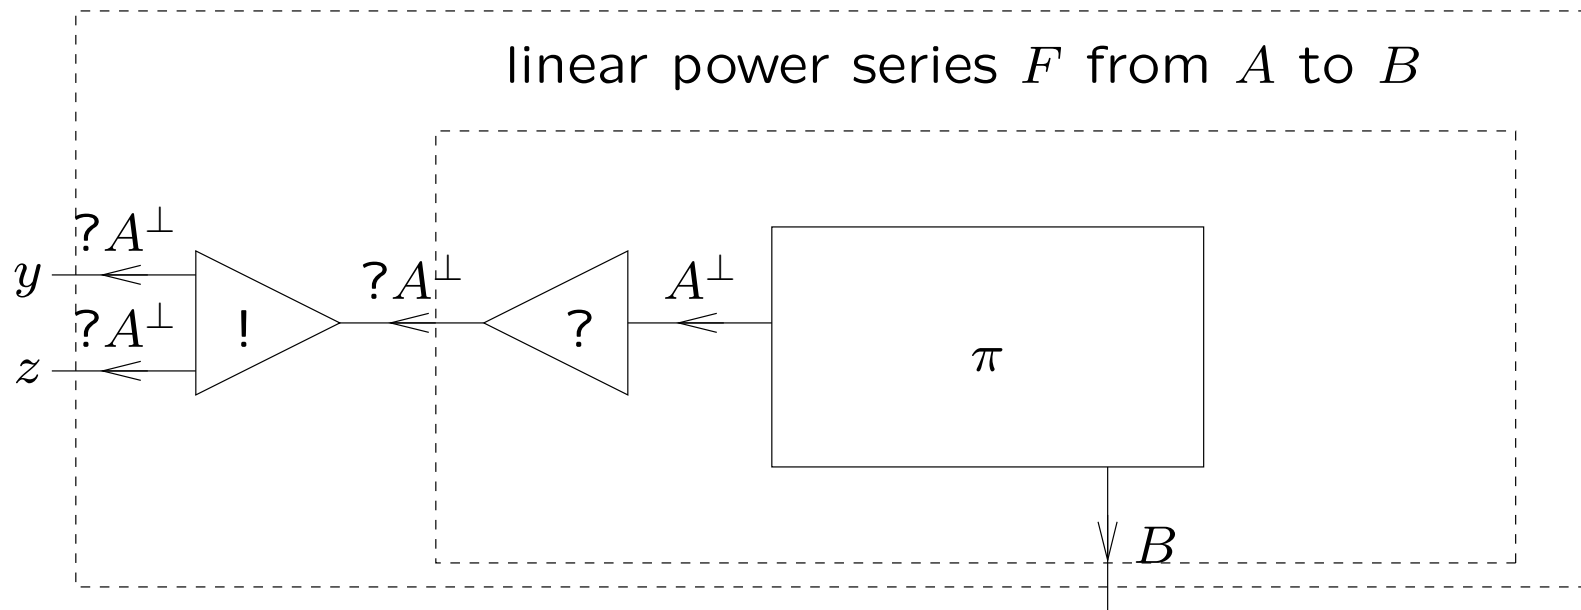 linear power series F from A to B
?A⊥
y
?A⊥
z
!
?A⊥
?
A⊥
π
B